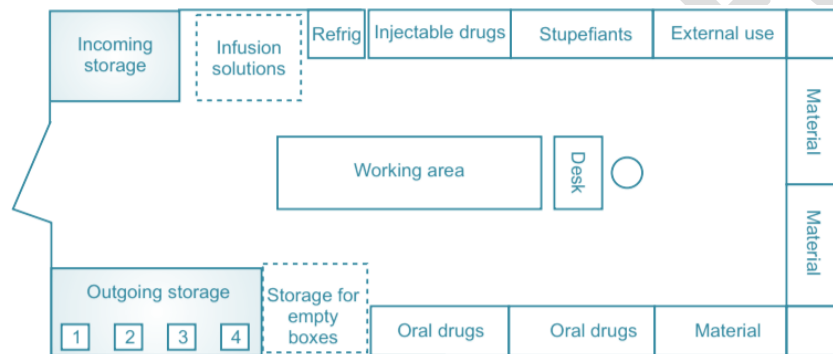 Incoming
storage
Infusion
solutions
Refrig
Injectable drugs
Stupefiants
External use
Material
Working area
Desk
Material
Outgoing storage
1
2
3
4
Storage for
empty
boxes
Oral drugs
Oral drugs
Material